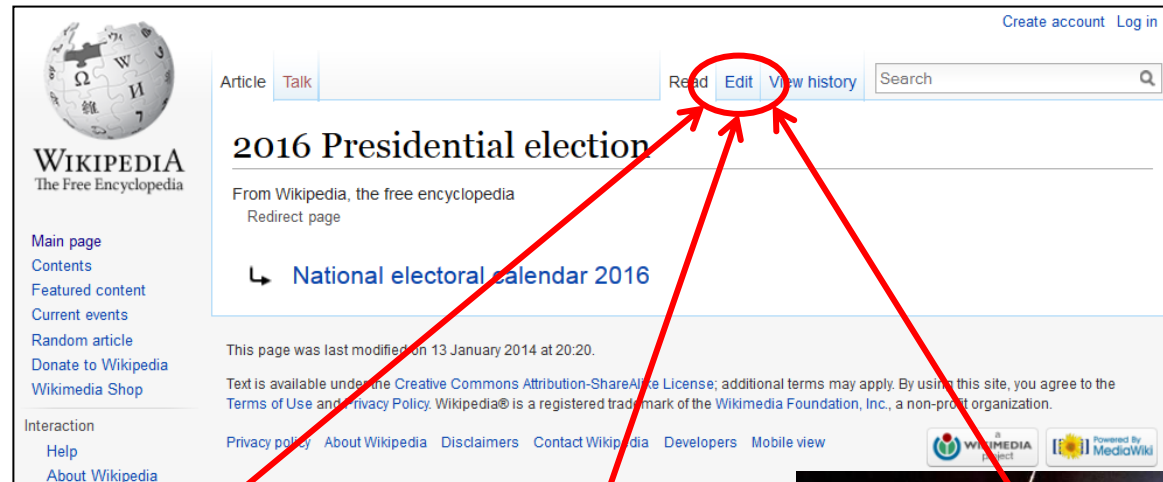 Create account Log in
Article Talk Read Edit View history Search
WIKIPEDIA
The Free Encyclopedia
2016 Presidential election
From Wikipedia, the free encyclopedia
Redirect page
National electoral calendar 2016
Main page
Contents
Featured content
Current events
Random article
Donate to Wikipedia
Wikimedia Shop
Interaction
Help
About Wikipedia
This page was last modified on 13 January 2014 at 20:20.
Text is available under the Creative Commons Attribution-ShareAlike License; additional terms may apply. By using this site, you agree to the
Terms of Use and Privacy Policy. Wikipedia® is a registered trademark of the Wikimedia Foundation, Inc., a non-profit organization.
Privacy policy About Wikipedia Disclaimers Contact Wikipedia Developers Mobile view
a
WIKIMEDIA
project
Powered By
MediaWiki